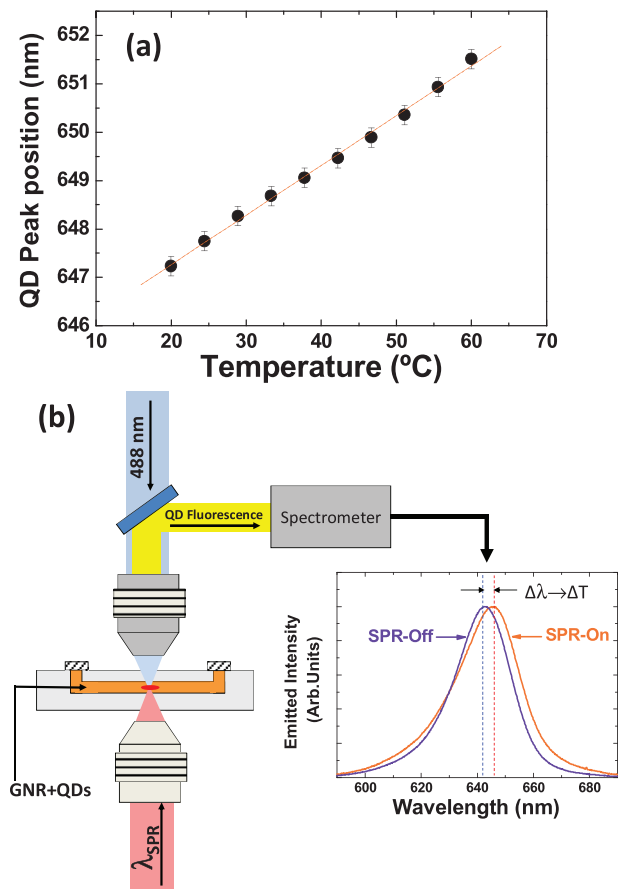 (a)
QD Peak position (nm)
652
651
650
649
648
647
646
10 20 30 40 50 60 70
Temperature (ºC)
(b)
488 nm
QD Fluorescence
Spectrometer
Δλ→ΔT
SPR-Off
SPR-On
Emitted Intensity
(Arb.Units)
GNR+QDs
600 620 640 660 680
Wavelength (nm)
λSPR